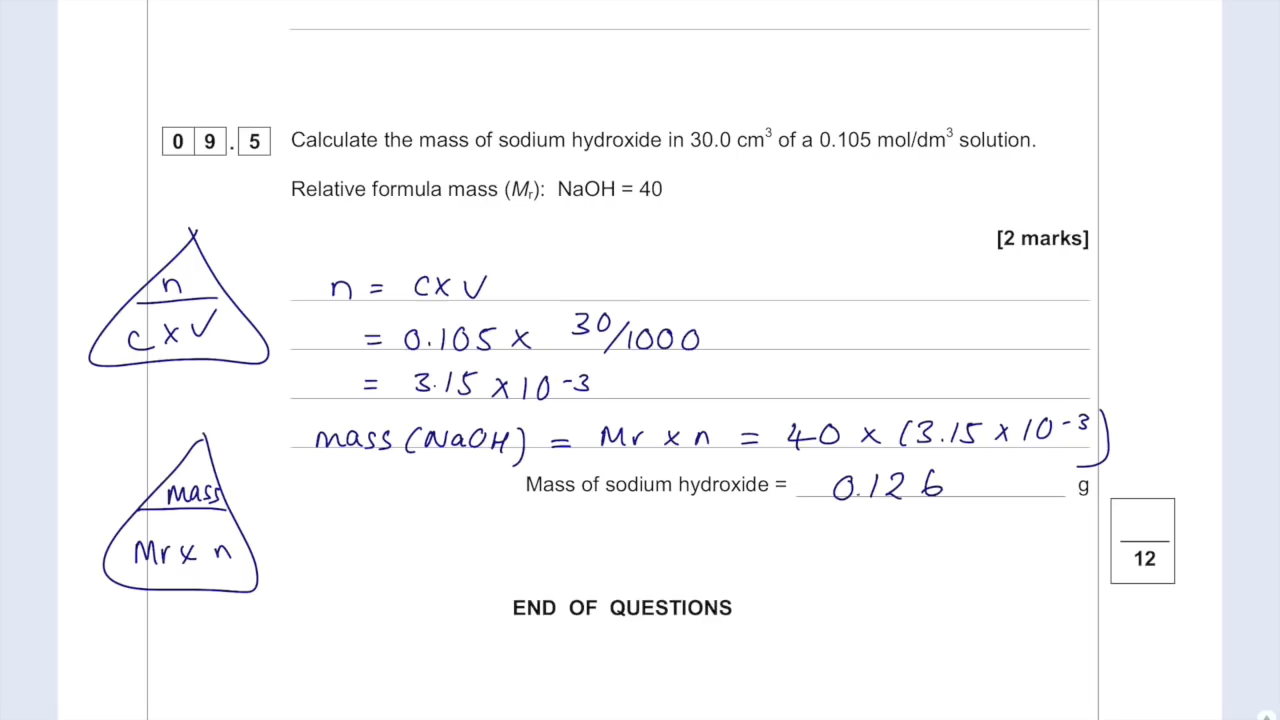 09.5 Calculate the mass of sodium hydroxide in 30.0 cm³ of a 0.105 mol/dm³ solution.
Relative formula mass (Mᵣ): NaOH = 40
[2 marks]
n
c x v
n = c x v
= 0.105 x 30/1000
= 3.15 x 10⁻³
mass (NaOH) = Mr x n = 40 x (3.15 x 10⁻³)
mass
Mr x n
Mass of sodium hydroxide = 0.126 g
12
END OF QUESTIONS